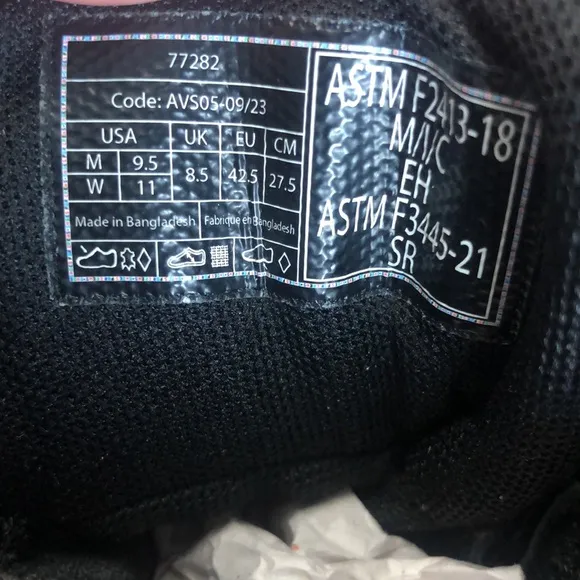 77282
Code: AVS05-09/23
USA UK EU CM
M 9.5 8.5 42.5 27.5
W 11
Made in Bangladesh Fabrique en Bangladesh
ASTM F2413-18
M/I/C
EH
ASTM F3445-21
SR